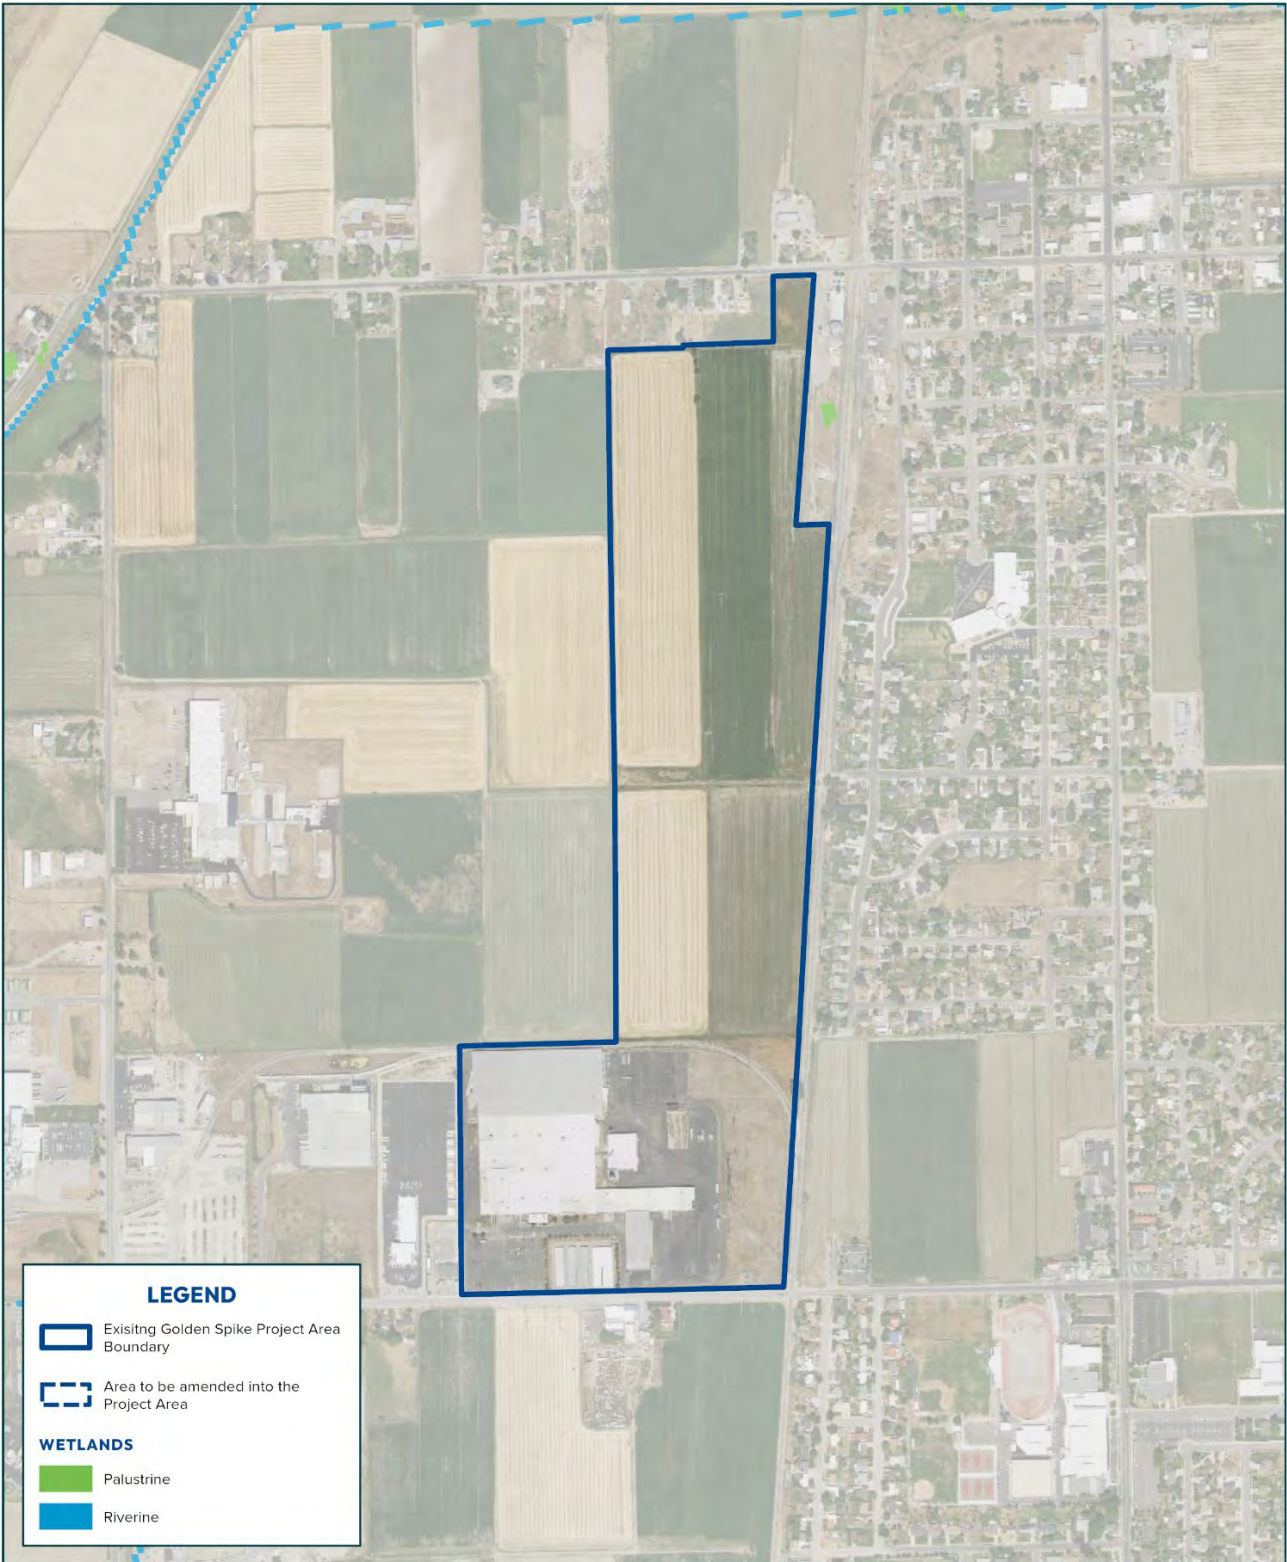 LEGEND
Exisitng Golden Spike Project Area
Boundary
Area to be amended into the
Project Area
WETLANDS
Palustrine
Riverine